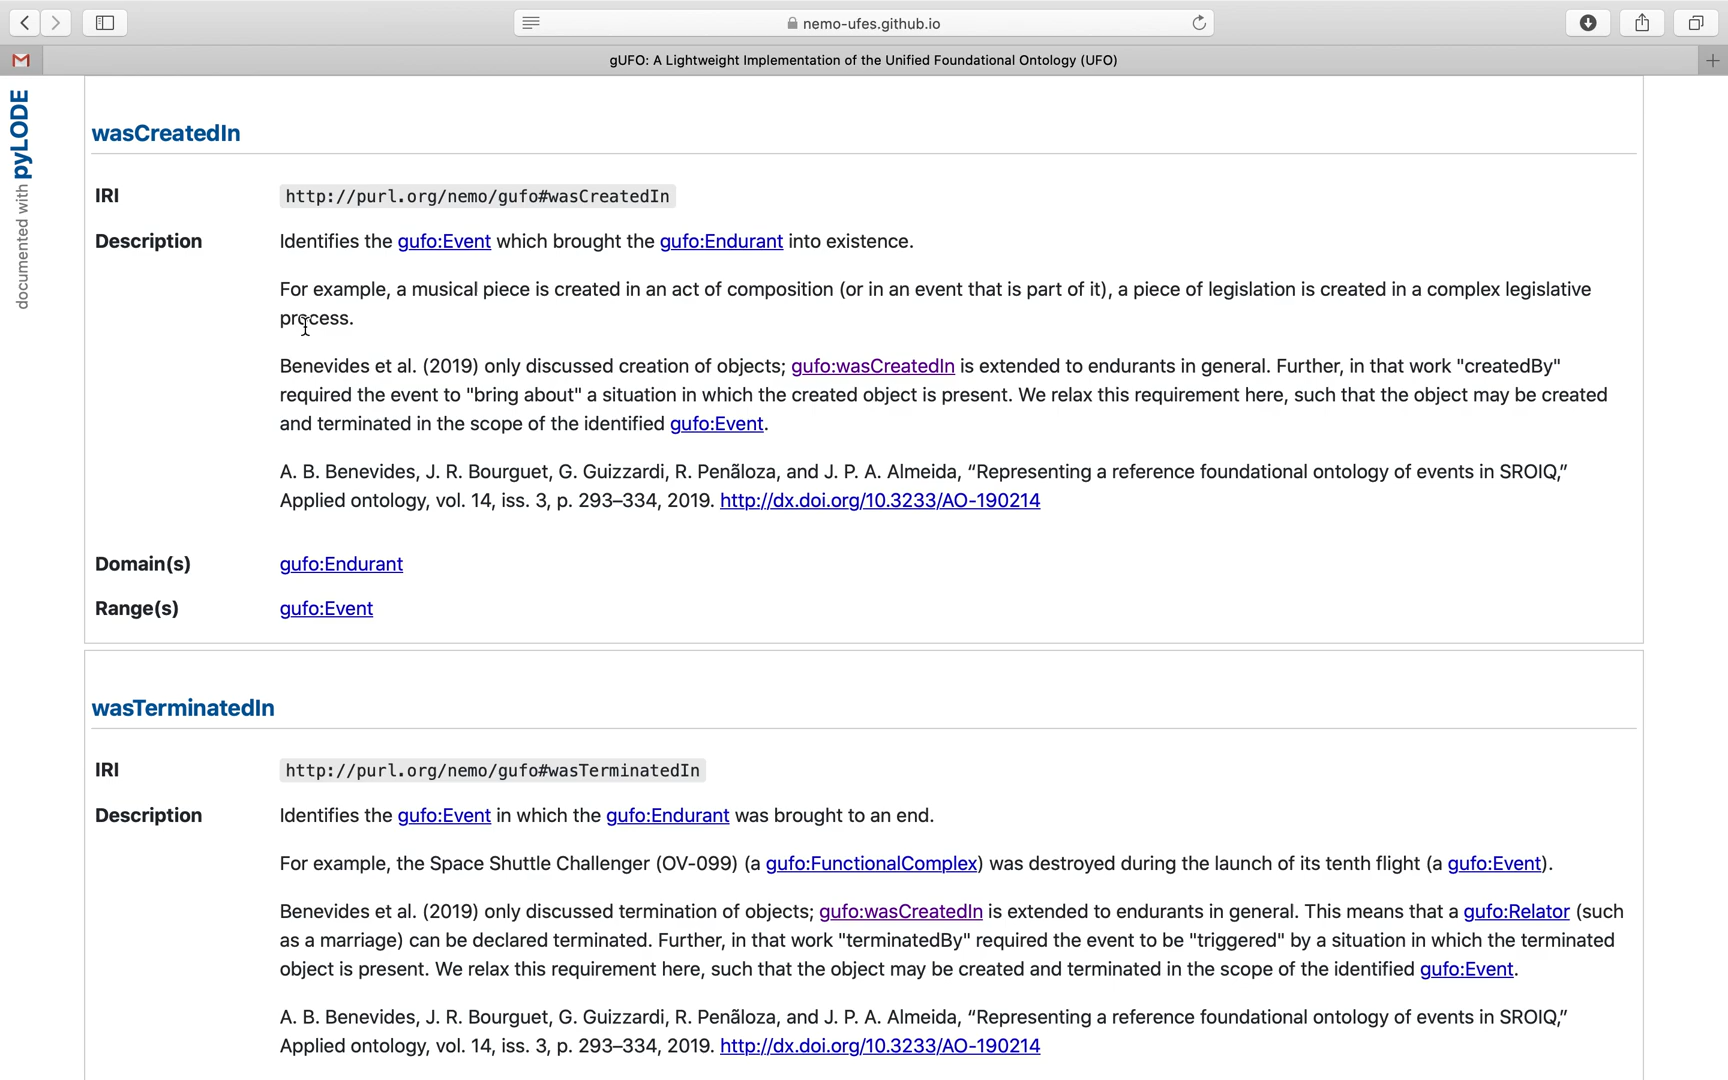 nemo-ufes.github.io
gUFO: A Lightweight Implementation of the Unified Foundational Ontology (UFO)
documented with pyLODE
wasCreatedIn
IRI http://purl.org/nemo/gufo#wasCreatedIn
Description Identifies the gufo:Event which brought the gufo:Endurant into existence.
For example, a musical piece is created in an act of composition (or in an event that is part of it), a piece of legislation is created in a complex legislative
process.
Benevides et al. (2019) only discussed creation of objects; gufo:wasCreatedIn is extended to endurants in general. Further, in that work "createdBy"
required the event to "bring about" a situation in which the created object is present. We relax this requirement here, such that the object may be created
and terminated in the scope of the identified gufo:Event.
A. B. Benevides, J. R. Bourguet, G. Guizzardi, R. Penãloza, and J. P. A. Almeida, “Representing a reference foundational ontology of events in SROIQ,”
Applied ontology, vol. 14, iss. 3, p. 293–334, 2019. http://dx.doi.org/10.3233/AO-190214
Domain(s) gufo:Endurant
Range(s) gufo:Event
wasTerminatedIn
IRI http://purl.org/nemo/gufo#wasTerminatedIn
Description Identifies the gufo:Event in which the gufo:Endurant was brought to an end.
For example, the Space Shuttle Challenger (OV-099) (a gufo:FunctionalComplex) was destroyed during the launch of its tenth flight (a gufo:Event).
Benevides et al. (2019) only discussed termination of objects; gufo:wasCreatedIn is extended to endurants in general. This means that a gufo:Relator (such
as a marriage) can be declared terminated. Further, in that work "terminatedBy" required the event to be "triggered" by a situation in which the terminated
object is present. We relax this requirement here, such that the object may be created and terminated in the scope of the identified gufo:Event.
A. B. Benevides, J. R. Bourguet, G. Guizzardi, R. Penãloza, and J. P. A. Almeida, “Representing a reference foundational ontology of events in SROIQ,”
Applied ontology, vol. 14, iss. 3, p. 293–334, 2019. http://dx.doi.org/10.3233/AO-190214